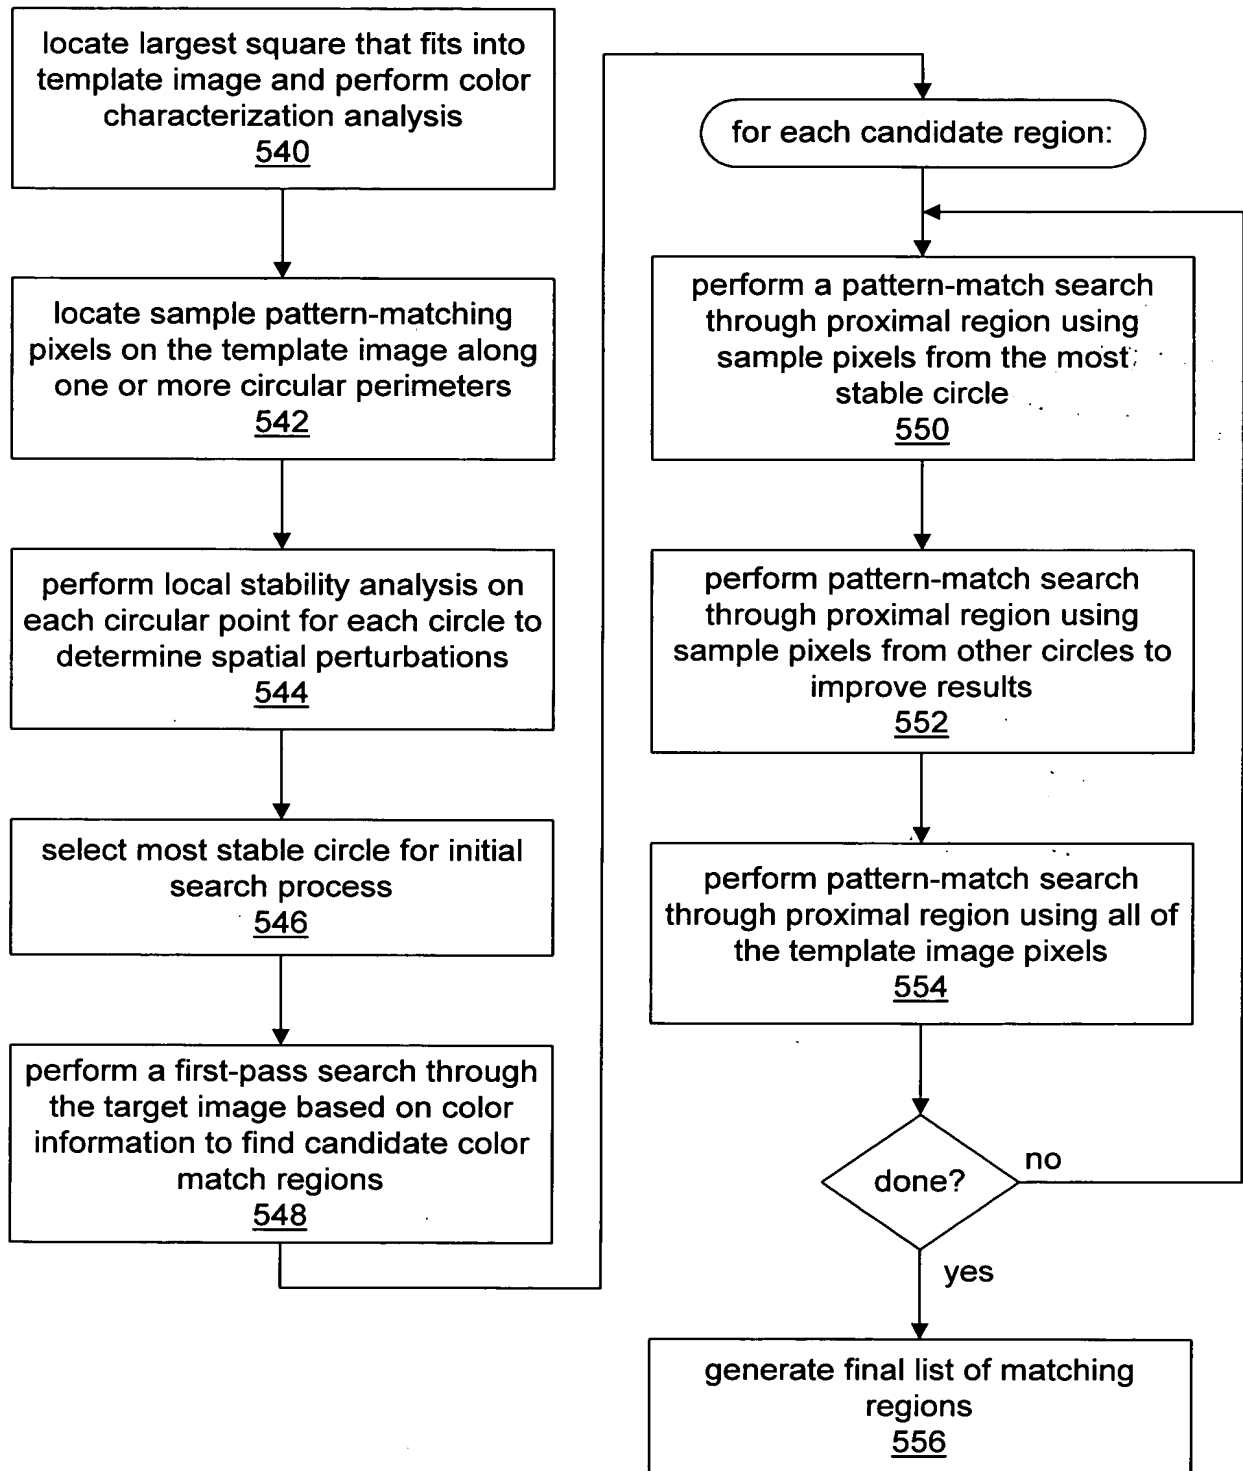 locate largest square that fits into
template image and perform color
characterization analysis
540
locate sample pattern-matching
pixels on the template image along
one or more circular perimeters
542
perform local stability analysis on
each circular point for each circle to
determine spatial perturbations
544
select most stable circle for initial
search process
546
perform a first-pass search through
the target image based on color
information to find candidate color
match regions
548
for each candidate region:
perform a pattern-match search
through proximal region using
sample pixels from the most
stable circle
550
perform pattern-match search
through proximal region using
sample pixels from other circles to
improve results
552
perform pattern-match search
through proximal region using all of
the template image pixels
554
done?
no
yes
generate final list of matching
regions
556